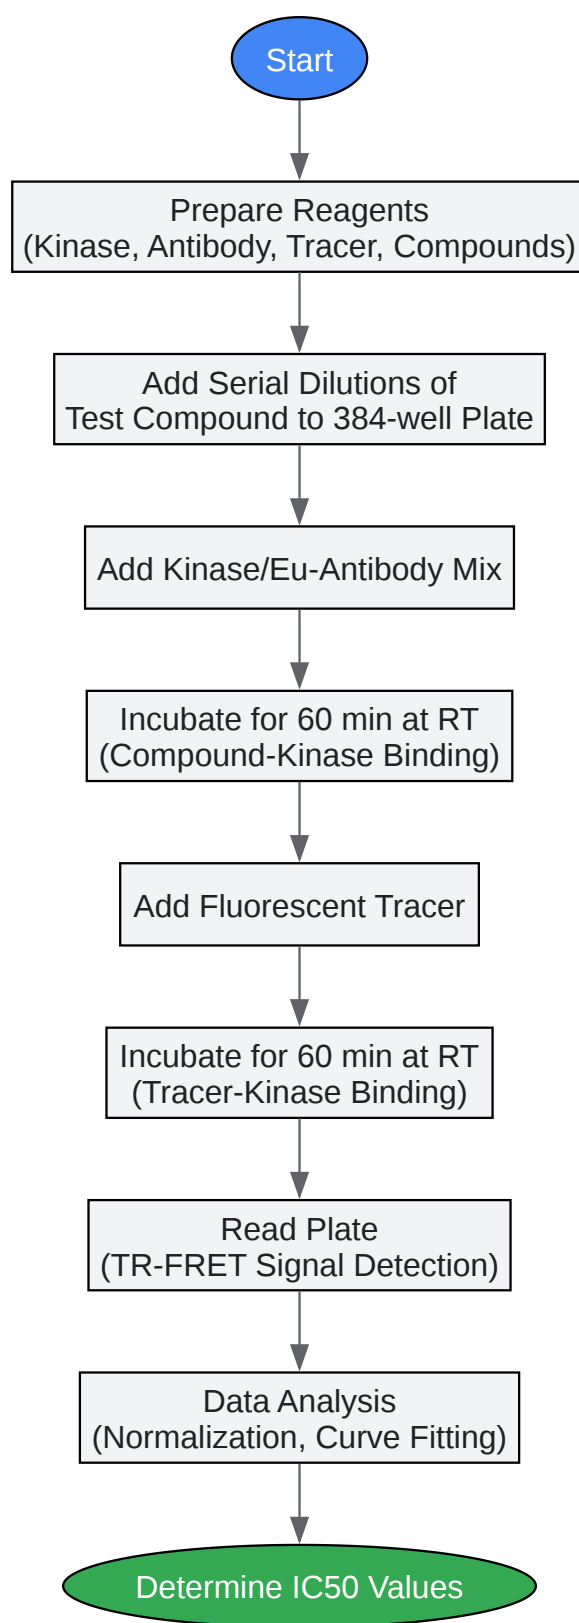 Start
Prepare Reagents
(Kinase, Antibody, Tracer, Compounds)
Add Serial Dilutions of
Test Compound to 384-well Plate
Add Kinase/Eu-Antibody Mix
Incubate for 60 min at RT
(Compound-Kinase Binding)
Add Fluorescent Tracer
Incubate for 60 min at RT
(Tracer-Kinase Binding)
Read Plate
(TR-FRET Signal Detection)
Data Analysis
(Normalization, Curve Fitting)
Determine IC50 Values